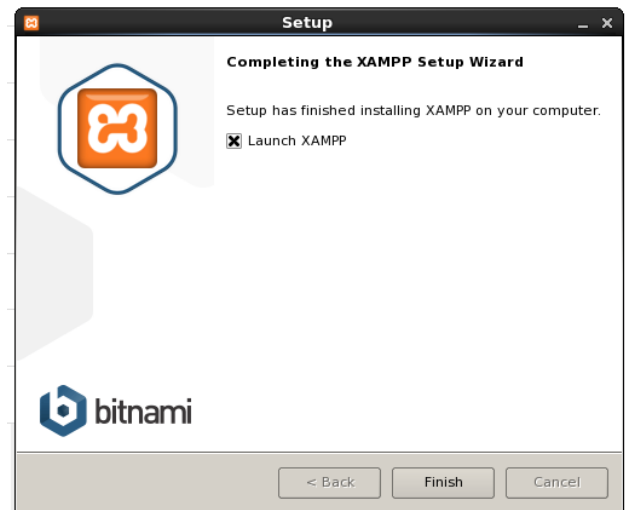 Setup
Completing the XAMPP Setup Wizard
Setup has finished installing XAMPP on your computer.
Launch XAMPP
bitnami
< Back
Finish
Cancel